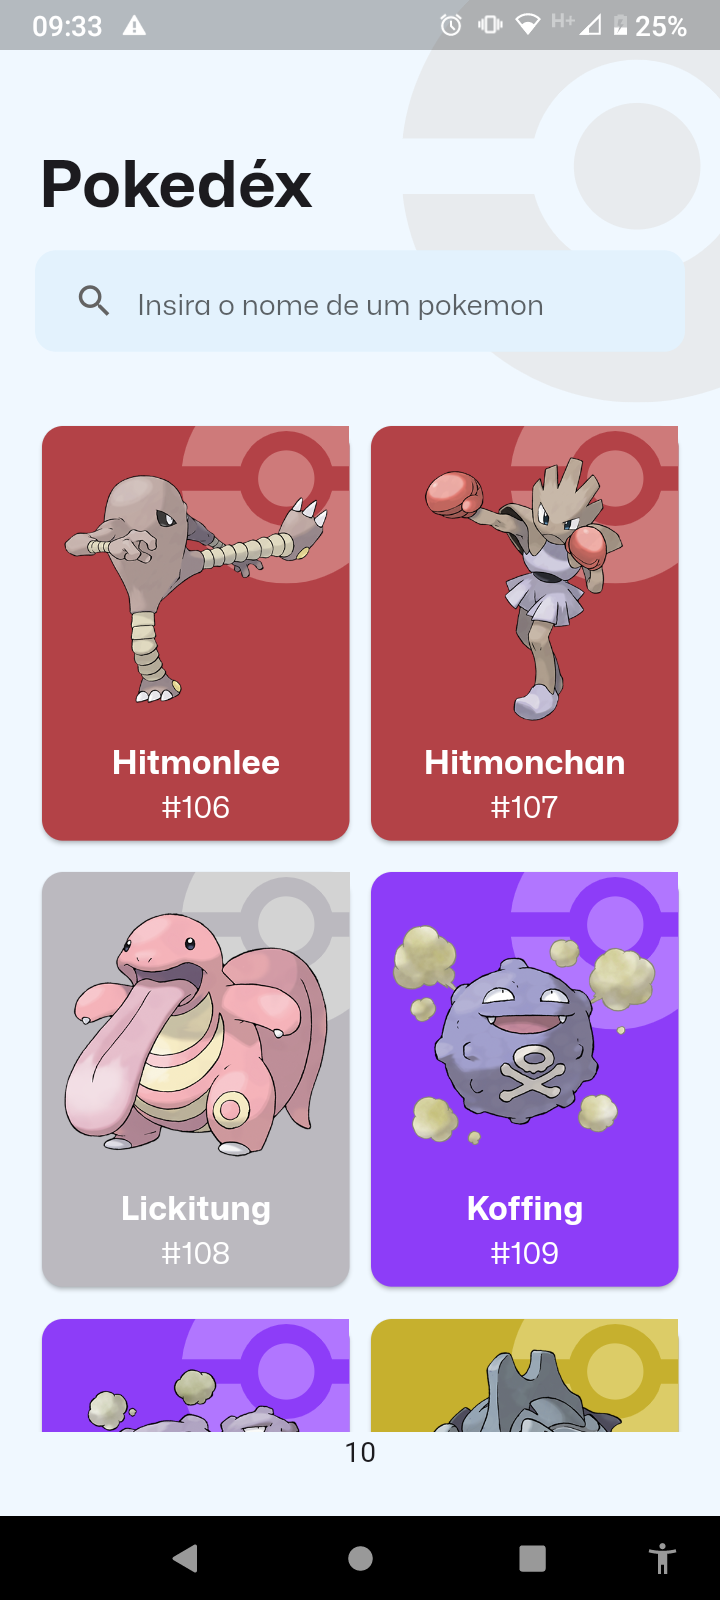 09:33
H+ 25%
Pokedéx
Insira o nome de um pokemon
Hitmonlee
#106
Hitmonchan
#107
Lickitung
#108
Koffing
#109
10